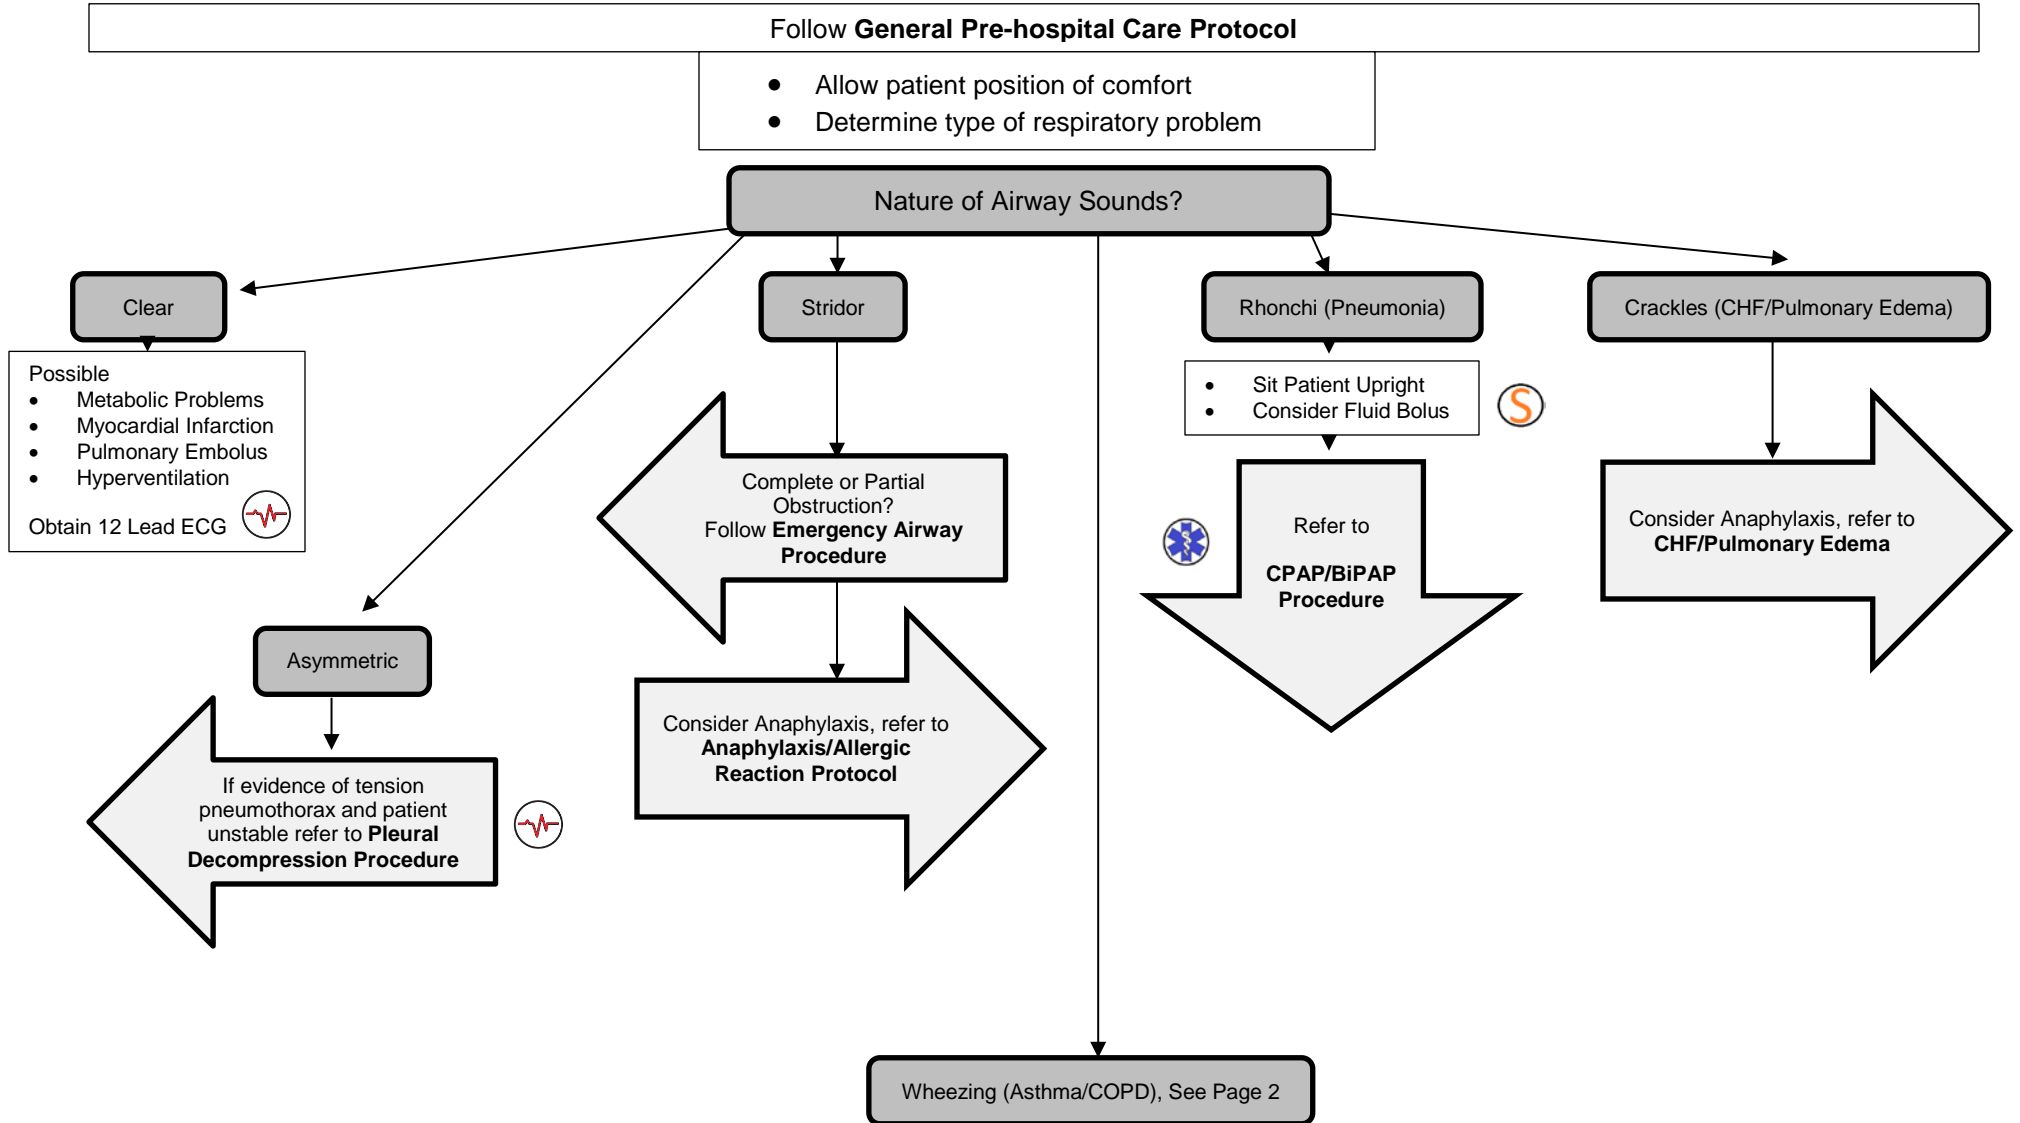 Follow General Pre-hospital Care Protocol
• Allow patient position of comfort
• Determine type of respiratory problem
Nature of Airway Sounds?
Clear
Possible
• Metabolic Problems
• Myocardial Infarction
• Pulmonary Embolus
• Hyperventilation
Obtain 12 Lead ECG
Asymmetric
If evidence of tension
pneumothorax and patient
unstable refer to Pleural
Decompression Procedure
Stridor
Complete or Partial
Obstruction?
Follow Emergency Airway
Procedure
Consider Anaphylaxis, refer to
Anaphylaxis/Allergic
Reaction Protocol
Wheezing (Asthma/COPD), See Page 2
Rhonchi (Pneumonia)
• Sit Patient Upright
• Consider Fluid Bolus
S
Refer to
CPAP/BiPAP
Procedure
Crackles (CHF/Pulmonary Edema)
Consider Anaphylaxis, refer to
CHF/Pulmonary Edema